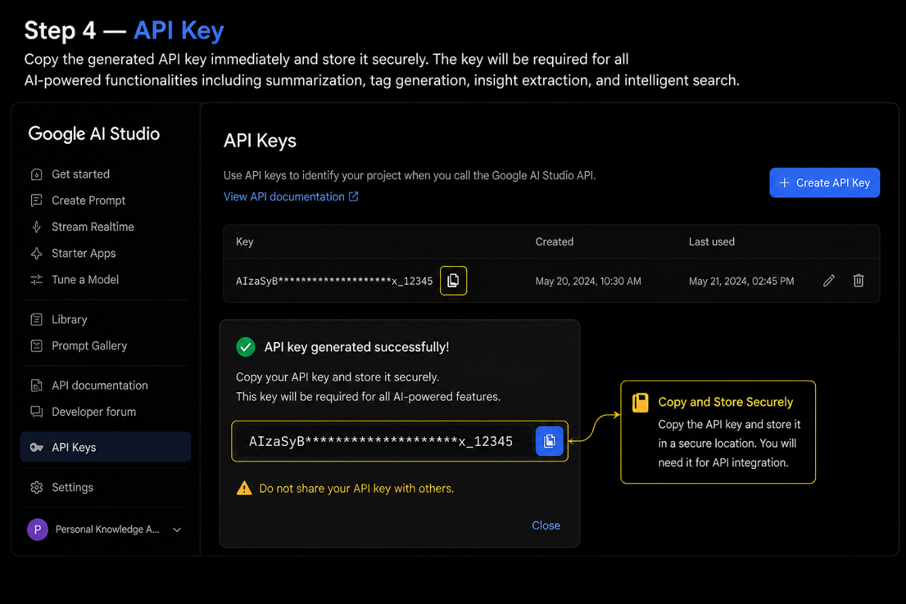 Step 4 — API Key
Copy the generated API key immediately and store it securely. The key will be required for all
AI-powered functionalities including summarization, tag generation, insight extraction, and intelligent search.
Google AI Studio
Get started
Create Prompt
Stream Realtime
Starter Apps
Tune a Model
Library
Prompt Gallery
API documentation
Developer forum
API Keys
Settings
P Personal Knowledge A...
API Keys
Use API keys to identify your project when you call the Google AI Studio API.
View API documentation
+ Create API Key
Key Created Last used
AIzaSyB********************x_12345 May 20, 2024, 10:30 AM May 21, 2024, 02:45 PM
API key generated successfully!
Copy your API key and store it securely.
This key will be required for all AI-powered features.
AIzaSyB********************x_12345
Do not share your API key with others.
Close
Copy and Store Securely
Copy the API key and store it
in a secure location. You will
need it for API integration.